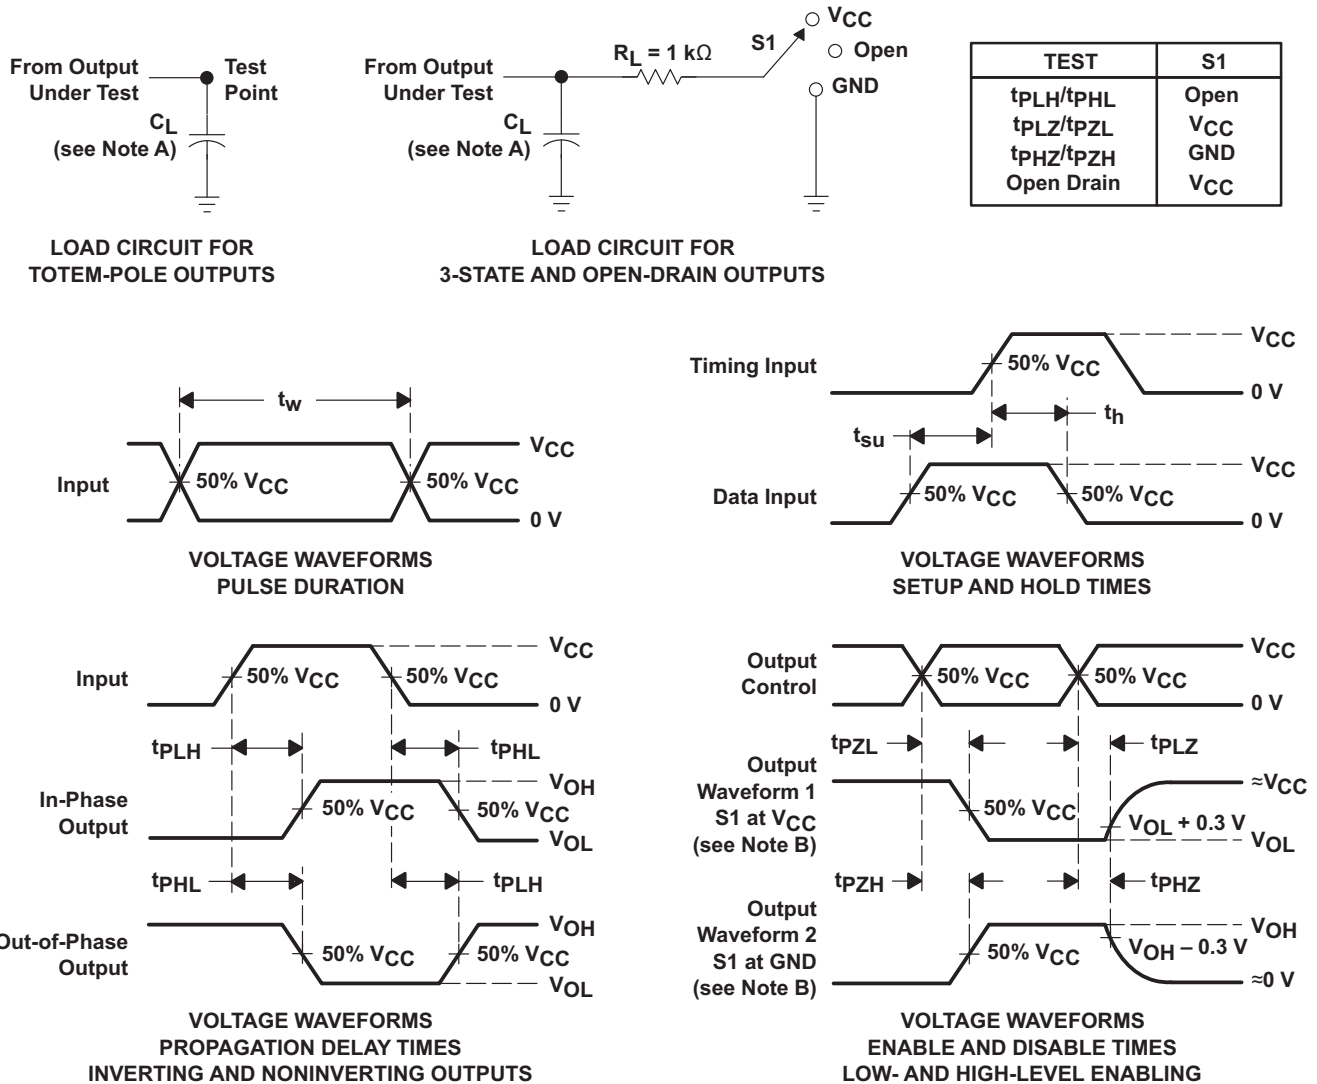 From Output
Under Test
Test
Point
CL
(see Note A)
LOAD CIRCUIT FOR
TOTEM-POLE OUTPUTS
From Output
Under Test
RL = 1 kΩ
S1
VCC
Open
GND
CL
(see Note A)
LOAD CIRCUIT FOR
3-STATE AND OPEN-DRAIN OUTPUTS
TEST S1
tPLH/tPHL Open
tPLZ/tPZL VCC
tPHZ/tPZH GND
Open Drain VCC
tw
VCC
Input
50% VCC
50% VCC
0 V
VOLTAGE WAVEFORMS
PULSE DURATION
VCC
Timing Input
50% VCC
0 V
th
tsu
VCC
Data Input
50% VCC
50% VCC
0 V
VOLTAGE WAVEFORMS
SETUP AND HOLD TIMES
VCC
Input
50% VCC
50% VCC
0 V
tPLH
tPHL
VOH
In-Phase
Output
50% VCC
50% VCC
VOL
tPHL
tPLH
VOH
Out-of-Phase
Output
50% VCC
50% VCC
VOL
VOLTAGE WAVEFORMS
PROPAGATION DELAY TIMES
INVERTING AND NONINVERTING OUTPUTS
VCC
Output
Control
50% VCC
50% VCC
0 V
tPZL
tPLZ
Output
Waveform 1
S1 at VCC
(see Note B)
50% VCC
≈VCC
VOL + 0.3 V
VOL
tPZH
tPHZ
Output
Waveform 2
S1 at GND
(see Note B)
50% VCC
VOH
VOH – 0.3 V
≈0 V
VOLTAGE WAVEFORMS
ENABLE AND DISABLE TIMES
LOW- AND HIGH-LEVEL ENABLING